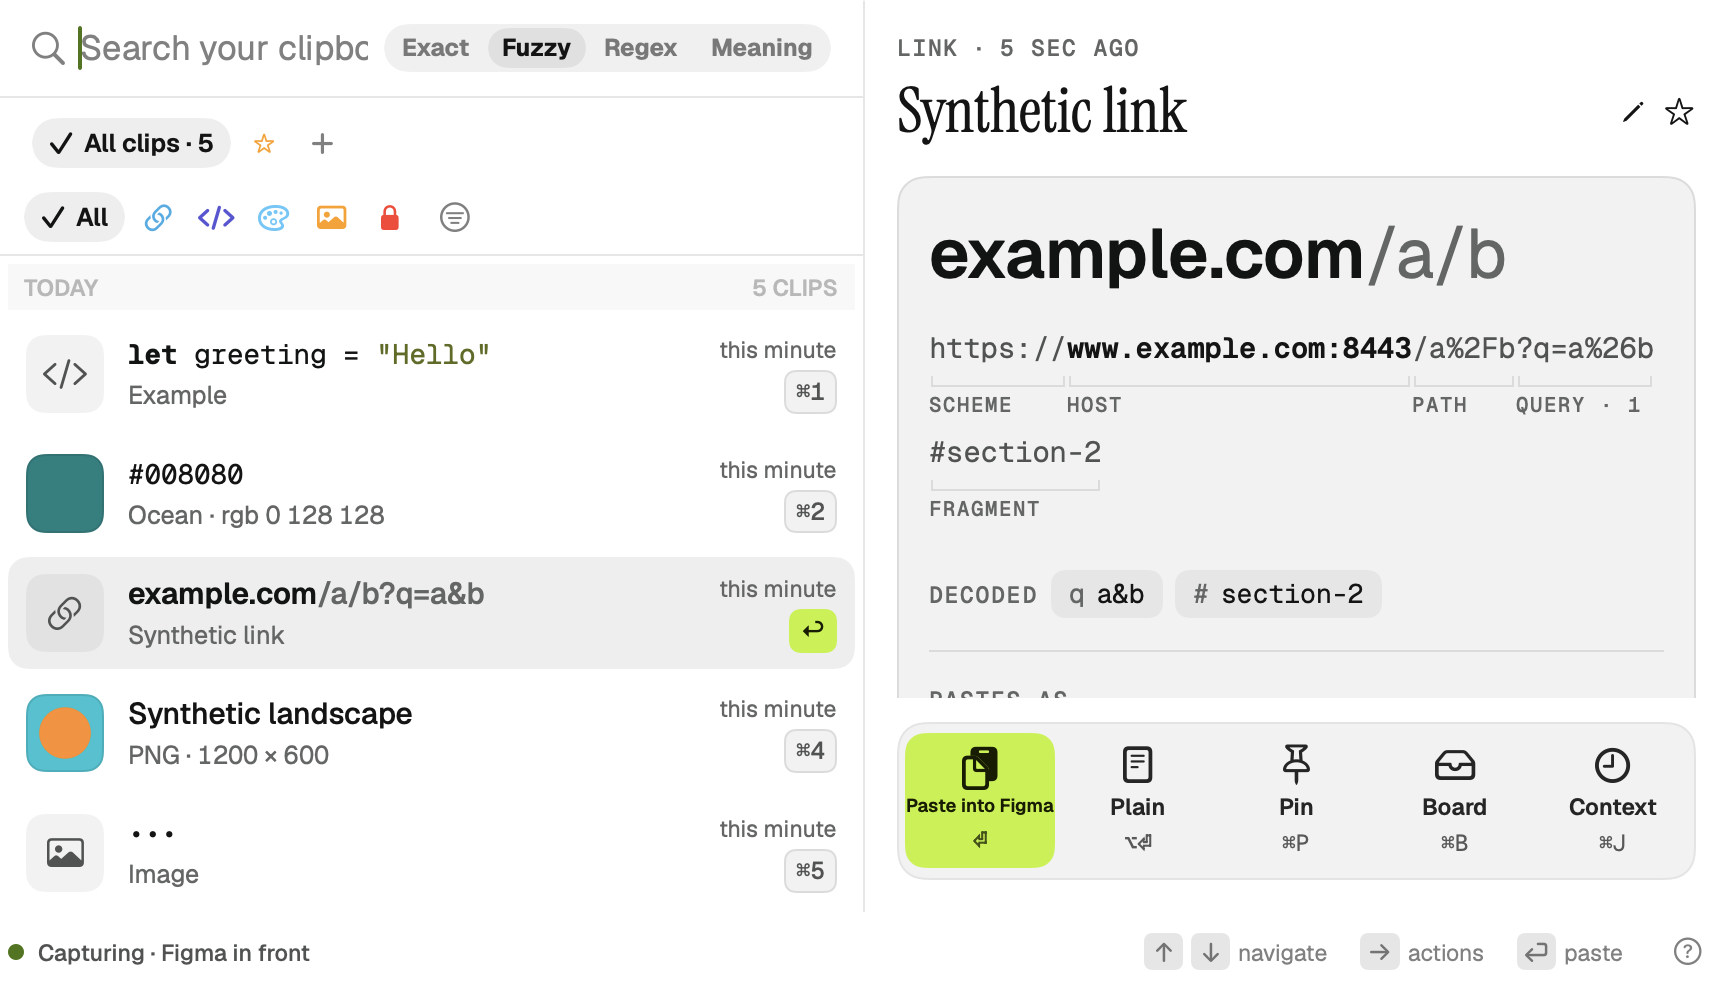 Search your clipbo
Exact Fuzzy Regex Meaning
All clips · 5
All
TODAY 5 CLIPS
let greeting = "Hello" this minute
Example ⌘1
#008080 this minute
Ocean · rgb 0 128 128 ⌘2
example.com/a/b?q=a&b this minute
Synthetic link
Synthetic landscape this minute
PNG · 1200 × 600 ⌘4
... this minute
Image ⌘5
Capturing · Figma in front
LINK · 5 SEC AGO
Synthetic link
example.com/a/b
https://www.example.com:8443/a%2Fb?q=a%26b
SCHEME HOST PATH QUERY · 1
#section-2
FRAGMENT
DECODED q a&b # section-2
PASTES AS
Paste into Figma Plain Pin Board Context
⏎ ⌥⏎ ⌘P ⌘B ⌘J
↑ ↓ navigate → actions ↩ paste ?